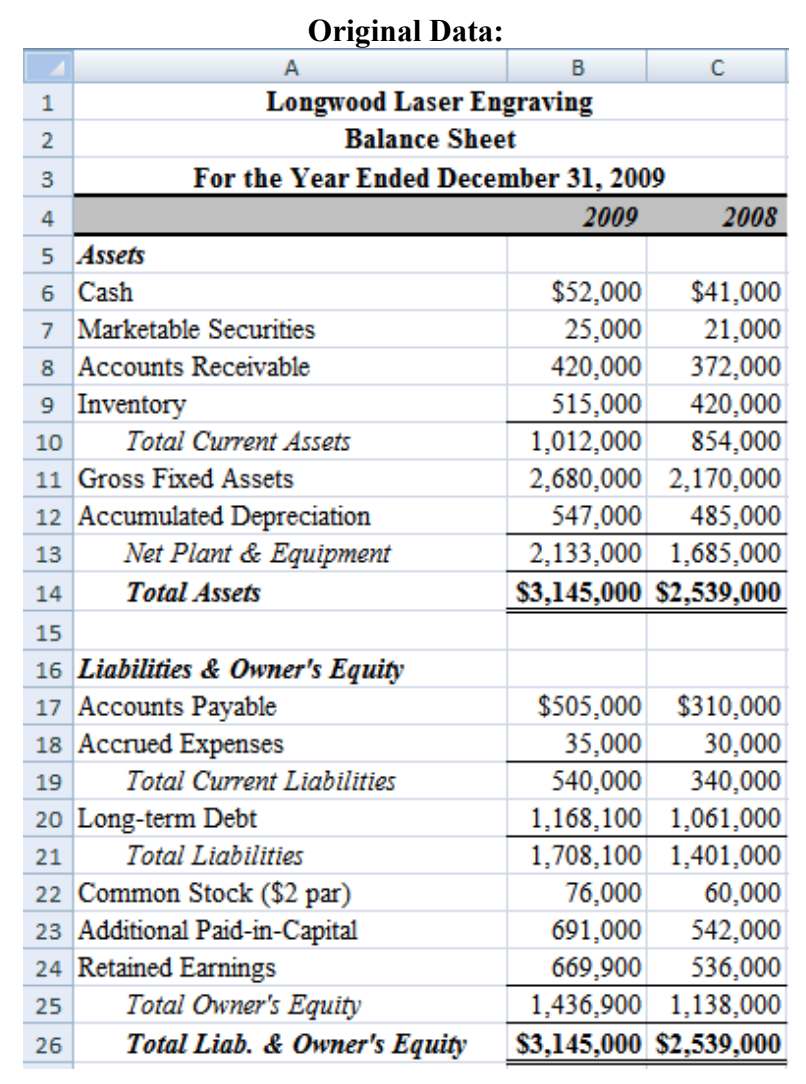 Original Data:
A B C
1 Longwood Laser Engraving
2 Balance Sheet
3 For the Year Ended December 31, 2009
4 2009 2008
5 Assets
6 Cash $52,000 $41,000
7 Marketable Securities 25,000 21,000
8 Accounts Receivable 420,000 372,000
9 Inventory 515,000 420,000
10 Total Current Assets 1,012,000 854,000
11 Gross Fixed Assets 2,680,000 2,170,000
12 Accumulated Depreciation 547,000 485,000
13 Net Plant & Equipment 2,133,000 1,685,000
14 Total Assets $3,145,000 $2,539,000
15
16 Liabilities & Owner's Equity
17 Accounts Payable $505,000 $310,000
18 Accrued Expenses 35,000 30,000
19 Total Current Liabilities 540,000 340,000
20 Long-term Debt 1,168,100 1,061,000
21 Total Liabilities 1,708,100 1,401,000
22 Common Stock ($2 par) 76,000 60,000
23 Additional Paid-in-Capital 691,000 542,000
24 Retained Earnings 669,900 536,000
25 Total Owner's Equity 1,436,900 1,138,000
26 Total Liab. & Owner's Equity $3,145,000 $2,539,000